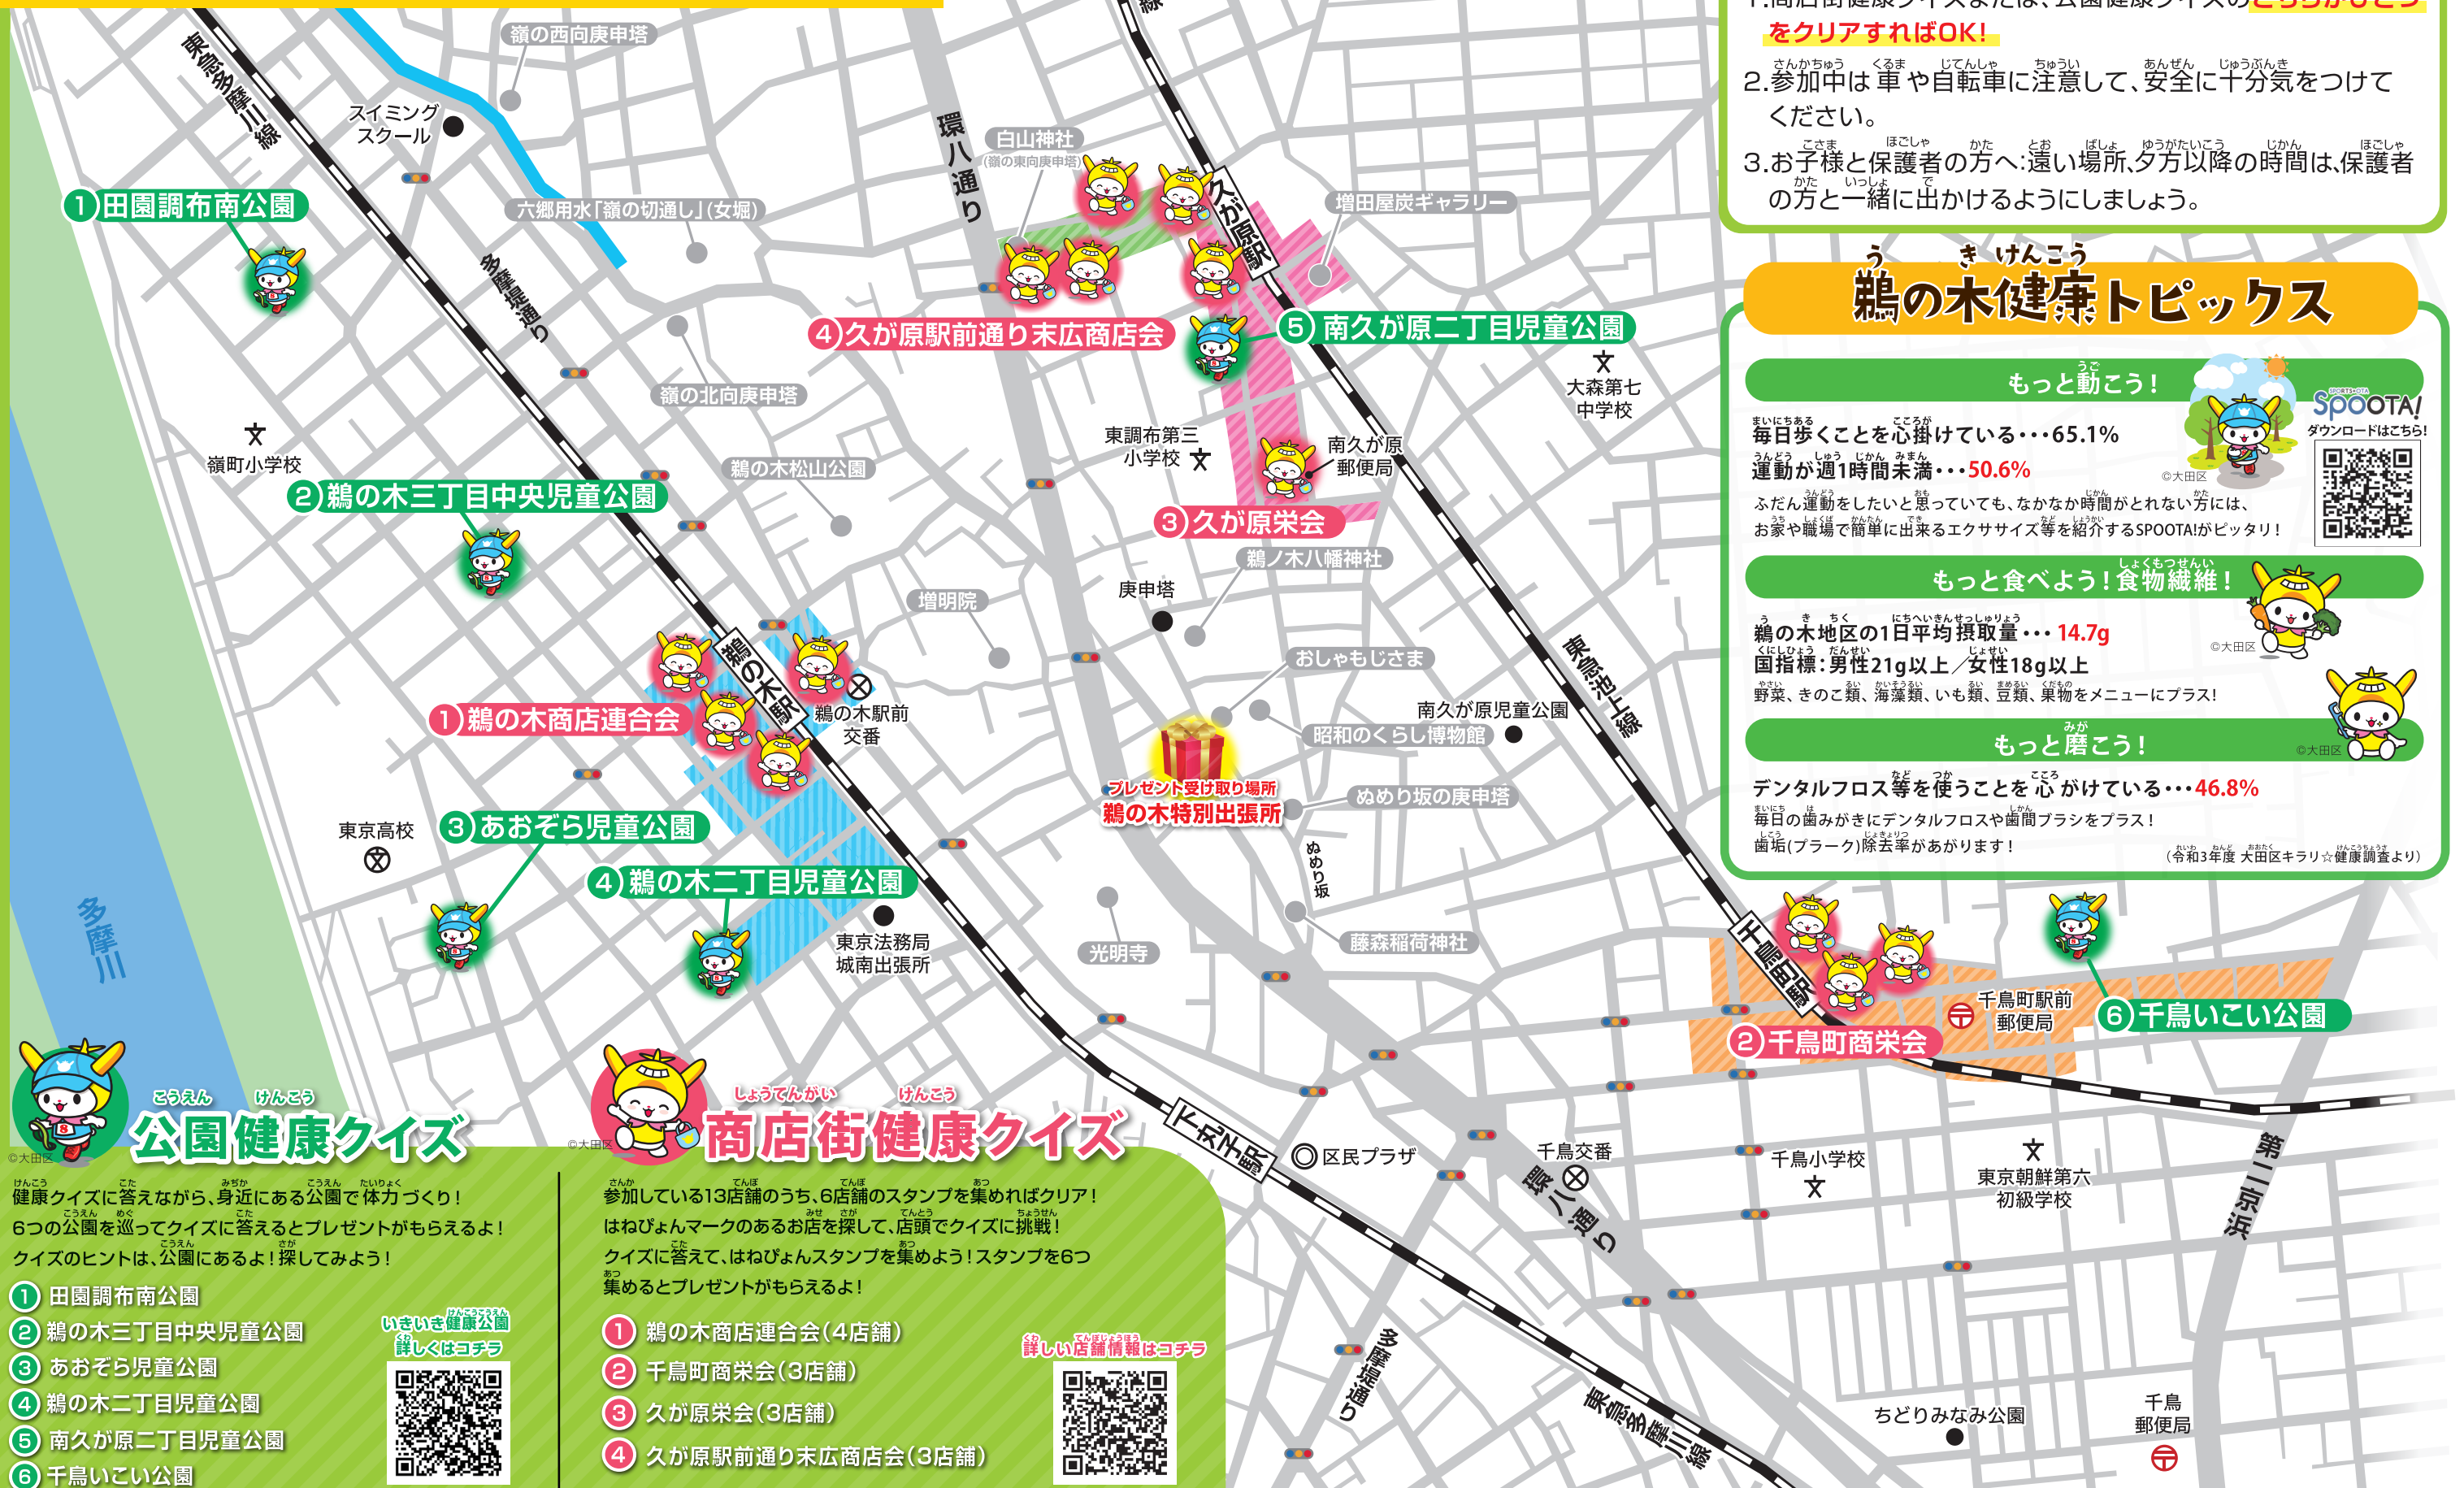 をクリアすればOK!
2.参加中は車や自転車に注意して、安全に十分気をつけて
ください。
3.お子様と保護者の方へ:遠い場所、夕方以降の時間は、保護者
の方と一緒に出かけるようにしましょう。
鵜の木健康トピックス
もっと動こう!
SPOOTA!
ダウンロードはこちら!
毎日歩くことを心掛けている・・・65.1%
運動が週1時間未満・・・50.6%
©大田区
ふだん運動をしたいと思っていても、なかなか時間がとれない方には、
お家や職場で簡単に出来るエクササイズ等を紹介するSPOOTA!がピッタリ!
もっと食べよう!食物繊維!
鵜の木地区の1日平均摂取量・・・14.7g
国指標:男性21g以上/女性18g以上
©大田区
野菜、きのこ類、海藻類、いも類、豆類、果物をメニューにプラス!
もっと磨こう!
©大田区
デンタルフロス等を使うことを心がけている・・・46.8%
毎日の歯みがきにデンタルフロスや歯間ブラシをプラス!
歯垢(プラーク)除去率があがります!
(令和3年度 大田区キラリ☆健康調査より)
東急多摩川線
嶺の西向庚申塔
スイミング
スクール
環八通り
白山神社
(嶺の東向庚申塔)
久が原駅
増田屋炭ギャラリー
1 田園調布南公園
六郷用水「嶺の切通し」(女堀)
多摩堤通り
4 久が原駅前通り末広商店会
5 南久が原二丁目児童公園
大森第七
中学校
嶺の北向庚申塔
嶺町小学校
鵜の木松山公園
東調布第三
小学校
南久が原
郵便局
2 鵜の木三丁目中央児童公園
3 久が原栄会
鵜ノ木八幡神社
増明院
庚申塔
東急池上線
おしゃもじさま
鵜の木駅
1 鵜の木商店連合会
鵜の木駅前
交番
南久が原児童公園
昭和のくらし博物館
プレゼント受け取り場所
鵜の木特別出張所
ぬめり坂の庚申塔
ぬめり坂
東京高校
3 あおぞら児童公園
4 鵜の木二丁目児童公園
東京法務局
城南出張所
光明寺
藤森稲荷神社
多摩川
千鳥町駅
千鳥町駅前
郵便局
6 千鳥いこい公園
2 千鳥町商栄会
下丸子駅
区民プラザ
千鳥交番
環八通り
千鳥小学校
東京朝鮮第六
初級学校
第二京浜
多摩堤通り
東急多摩川線
ちどりみなみ公園
千鳥
郵便局
©大田区
公園健康クイズ
健康クイズに答えながら、身近にある公園で体力づくり!
6つの公園を巡ってクイズに答えるとプレゼントがもらえるよ!
クイズのヒントは、公園にあるよ!探してみよう!
1 田園調布南公園
2 鵜の木三丁目中央児童公園
3 あおぞら児童公園
4 鵜の木二丁目児童公園
5 南久が原二丁目児童公園
6 千鳥いこい公園
いきいき健康公園
詳しくはコチラ
©大田区
商店街健康クイズ
参加している13店舗のうち、6店舗のスタンプを集めればクリア!
はねぴょんマークのあるお店を探して、店頭でクイズに挑戦!
クイズに答えて、はねぴょんスタンプを集めよう!スタンプを6つ
集めるとプレゼントがもらえるよ!
1 鵜の木商店連合会(4店舗)
2 千鳥町商栄会(3店舗)
3 久が原栄会(3店舗)
4 久が原駅前通り末広商店会(3店舗)
詳しい店舗情報はコチラ